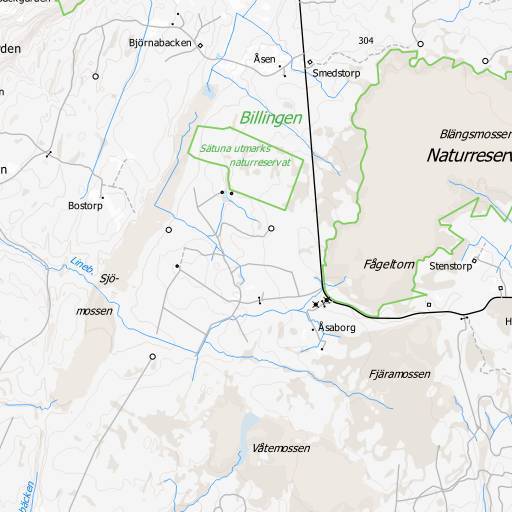 Björnabacken
304
Åsen
Smedstorp
Billingen
Blängsmossen
Sätuna utmarks
naturreservat
Naturreserv
Bostorp
Lineb.
Fågeltorn
Stenstorp
Sjö-
mossen
Åsaborg
H
Fjäramossen
Våtemossen
bäcken